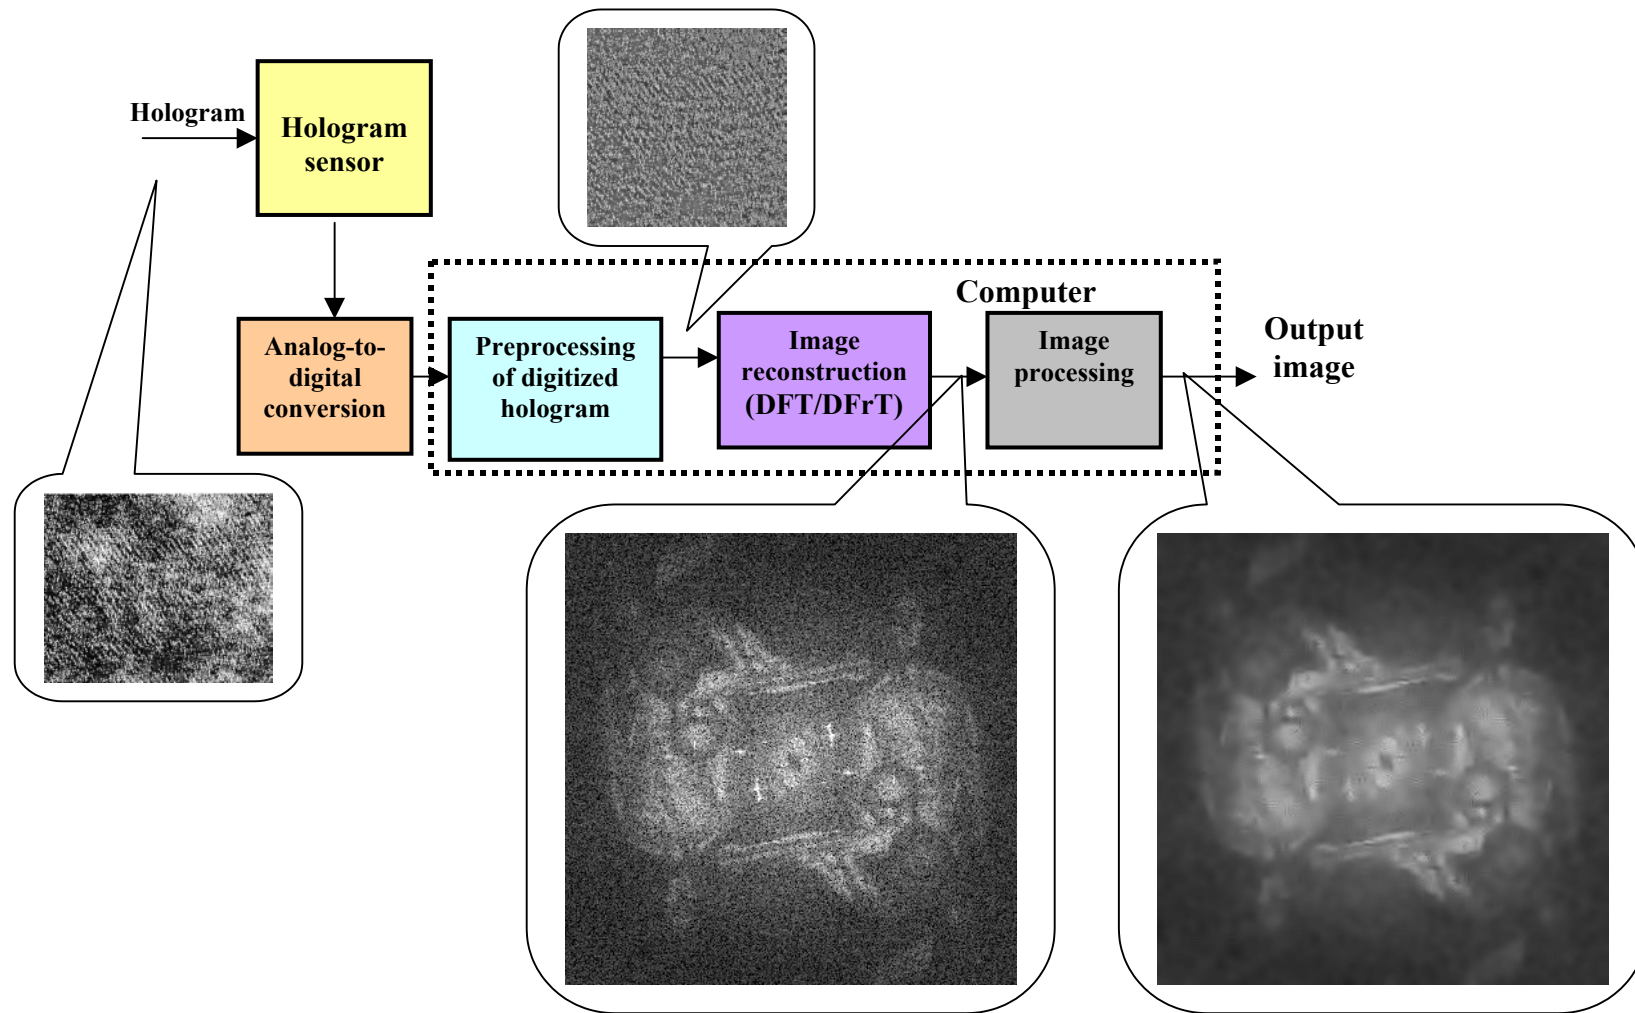 Hologram
Hologram
sensor
Computer
Analog-to-
digital
conversion
Preprocessing
of digitized
hologram
Image
reconstruction
(DFT/DFrT)
Image
processing
Output
image